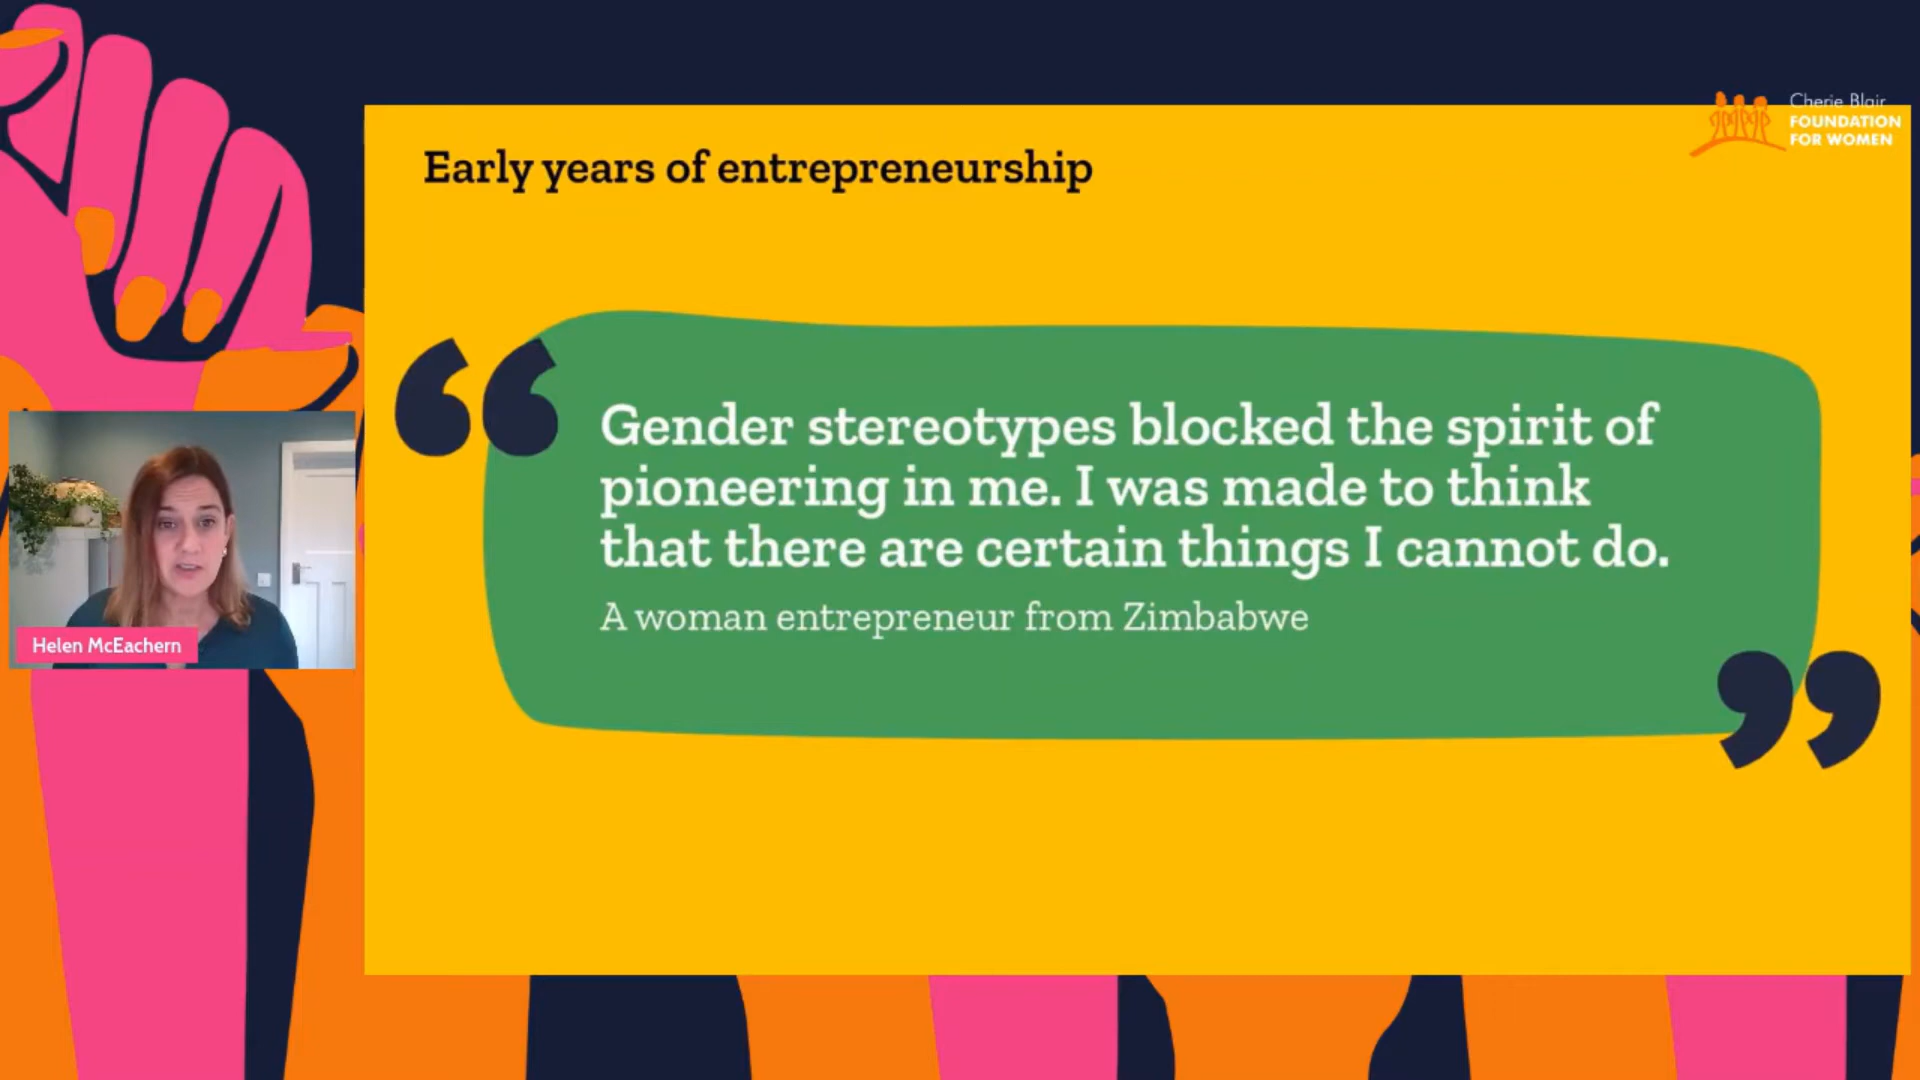 Cherie Blair
FOUNDATION
FOR WOMEN
Early years of entrepreneurship
“
Gender stereotypes blocked the spirit of
pioneering in me. I was made to think
that there are certain things I cannot do.
A woman entrepreneur from Zimbabwe
”
Helen McEachern